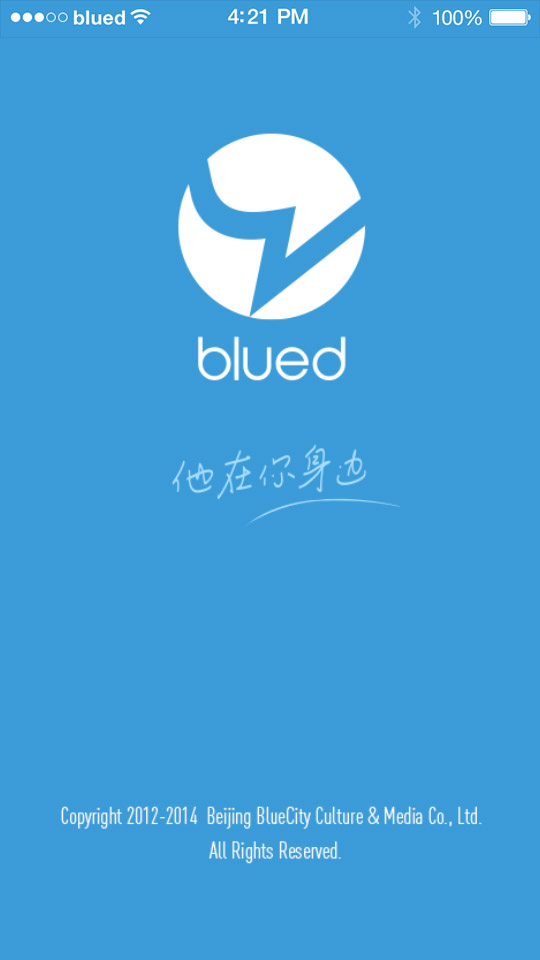 blued 4:21 PM 100%
blued
他在你身边
Copyright 2012-2014 Beijing BlueCity Culture & Media Co., Ltd.
All Rights Reserved.